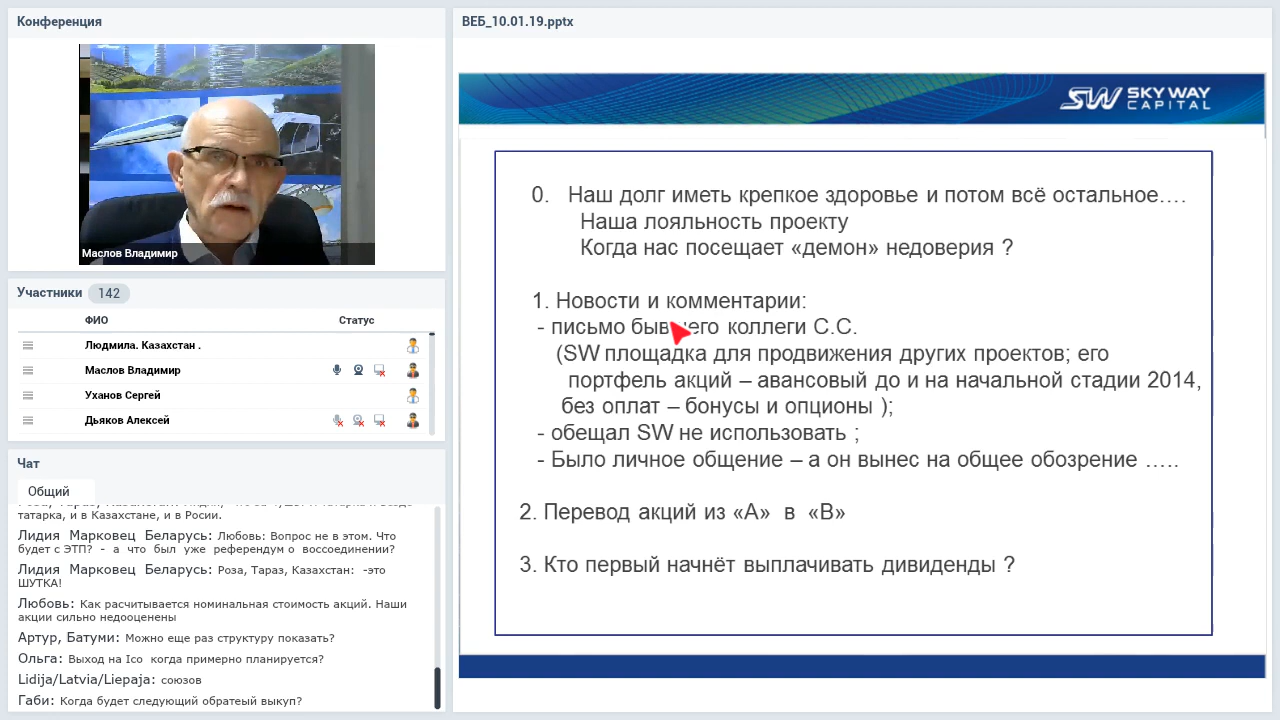 Конференция
Маслов Владимир
Участники 142
ФИО Статус
Людмила. Казахстан .
Маслов Владимир
Уханов Сергей
Дьяков Алексей
Чат
Общий
татарка, и в Казахстане, и в Росии.
Лидия Марковец Беларусь: Любовь: Вопрос не в этом. Что
будет с ЭТП? - а что был уже референдум о воссоединении?
Лидия Марковец Беларусь: Роза, Тараз, Казахстан: -это
ШУТКА!
Любовь: Как расчитывается номинальная стоимость акций. Наши
акции сильно недооценены
Артур, Батуми: Можно еще раз структуру показать?
Ольга: Выход на Ico когда примерно планируется?
Lidija/Latvia/Liepaja: союзов
Габи: Когда будет следующий обратеый выкуп?
ВЕБ_10.01.19.pptx
SW SKY WAY
CAPITAL
0. Наш долг иметь крепкое здоровье и потом всё остальное….
Наша лояльность проекту
Когда нас посещает «демон» недоверия ?
1. Новости и комментарии:
- письмо бывшего коллеги С.С.
(SW площадка для продвижения других проектов; его
портфель акций – авансовый до и на начальной стадии 2014,
без оплат – бонусы и опционы );
- обещал SW не использовать ;
- Было личное общение – а он вынес на общее обозрение …..
2. Перевод акций из «А» в «В»
3. Кто первый начнёт выплачивать дивиденды ?